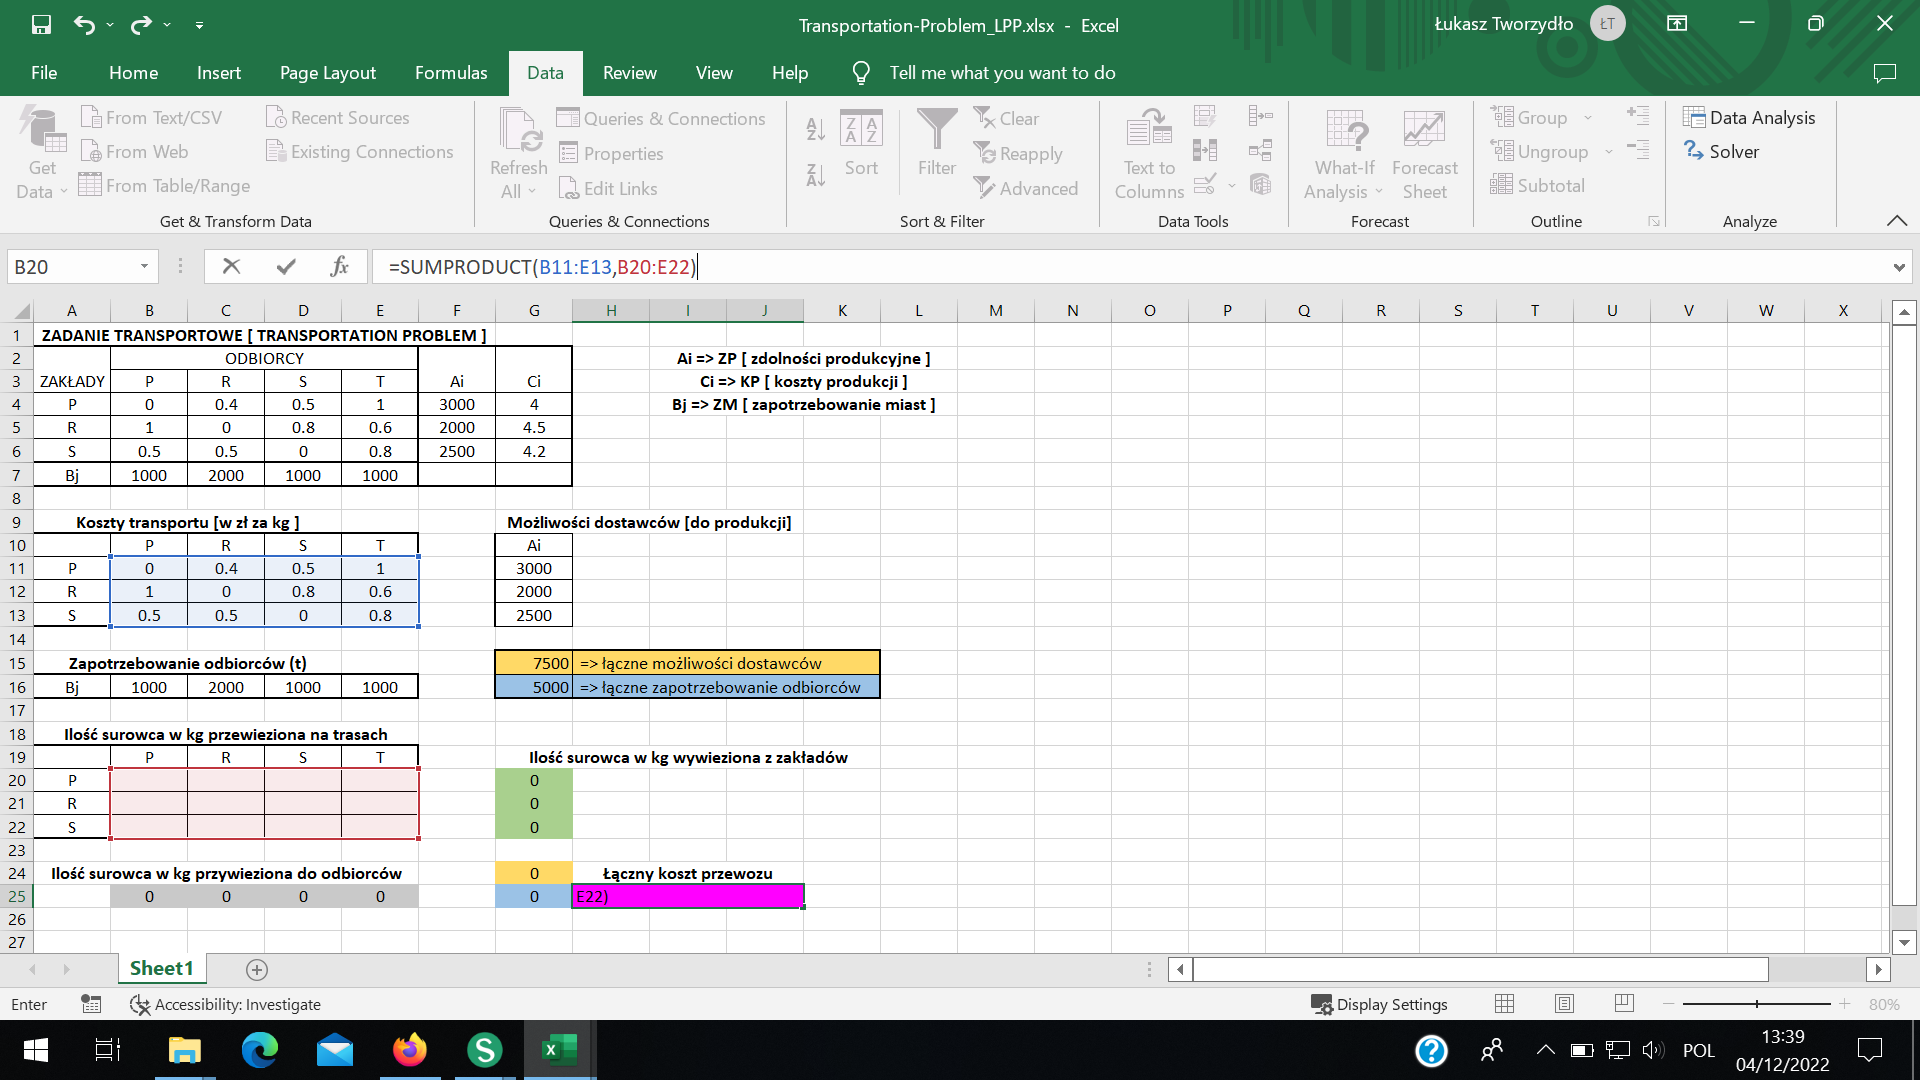 Transportation-Problem_LPP.xlsx - Excel
Łukasz Tworzydło ŁT
File Home Insert Page Layout Formulas Data Review View Help Tell me what you want to do
From Text/CSV Recent Sources Queries & Connections Clear Group Data Analysis
From Web Existing Connections Properties Reapply Ungroup Solver
From Table/Range Edit Links Advanced Subtotal
Get Data Refresh All Sort Filter Text to Columns What-If Analysis Forecast Sheet
Get & Transform Data Queries & Connections Sort & Filter Data Tools Forecast Outline Analyze
B20 fx =SUMPRODUCT(B11:E13,B20:E22)
A B C D E F G H I J K L M N O P Q R S T U V W X
1 ZADANIE TRANSPORTOWE [ TRANSPORTATION PROBLEM ]
2 ODBIORCY Ai => ZP [ zdolności produkcyjne ]
3 ZAKŁADY P R S T Ai Ci Ci => KP [ koszty produkcji ]
4 P 0 0.4 0.5 1 3000 4 Bj => ZM [ zapotrzebowanie miast ]
5 R 1 0 0.8 0.6 2000 4.5
6 S 0.5 0.5 0 0.8 2500 4.2
7 Bj 1000 2000 1000 1000
8
9 Koszty transportu [w zł za kg ] Możliwości dostawców [do produkcji]
10 P R S T Ai
11 P 0 0.4 0.5 1 3000
12 R 1 0 0.8 0.6 2000
13 S 0.5 0.5 0 0.8 2500
14
15 Zapotrzebowanie odbiorców (t) 7500 => łączne możliwości dostawców
16 Bj 1000 2000 1000 1000 5000 => łączne zapotrzebowanie odbiorców
17
18 Ilość surowca w kg przewieziona na trasach
19 P R S T Ilość surowca w kg wywieziona z zakładów
20 P 0
21 R 0
22 S 0
23
24 Ilość surowca w kg przywieziona do odbiorców 0 Łączny koszt przewozu
25 0 0 0 0 0 E22)
26
27
Sheet1
Enter Accessibility: Investigate Display Settings 80%
POL 13:39
04/12/2022